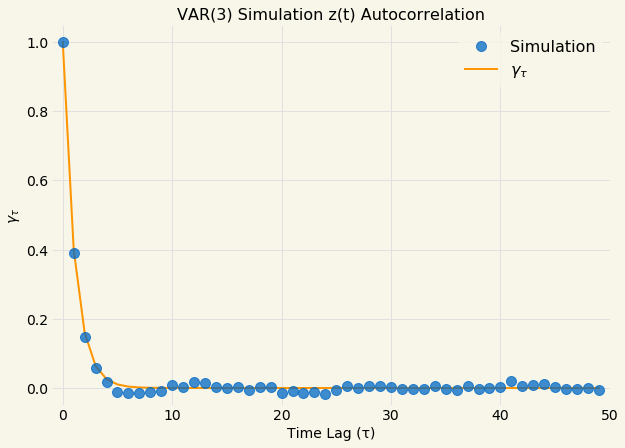 VAR(3) Simulation z(t) Autocorrelation
1.0
0.8
0.6
0.4
0.2
0.0
γτ
Simulation
γτ
0 10 20 30 40 50
Time Lag (τ)